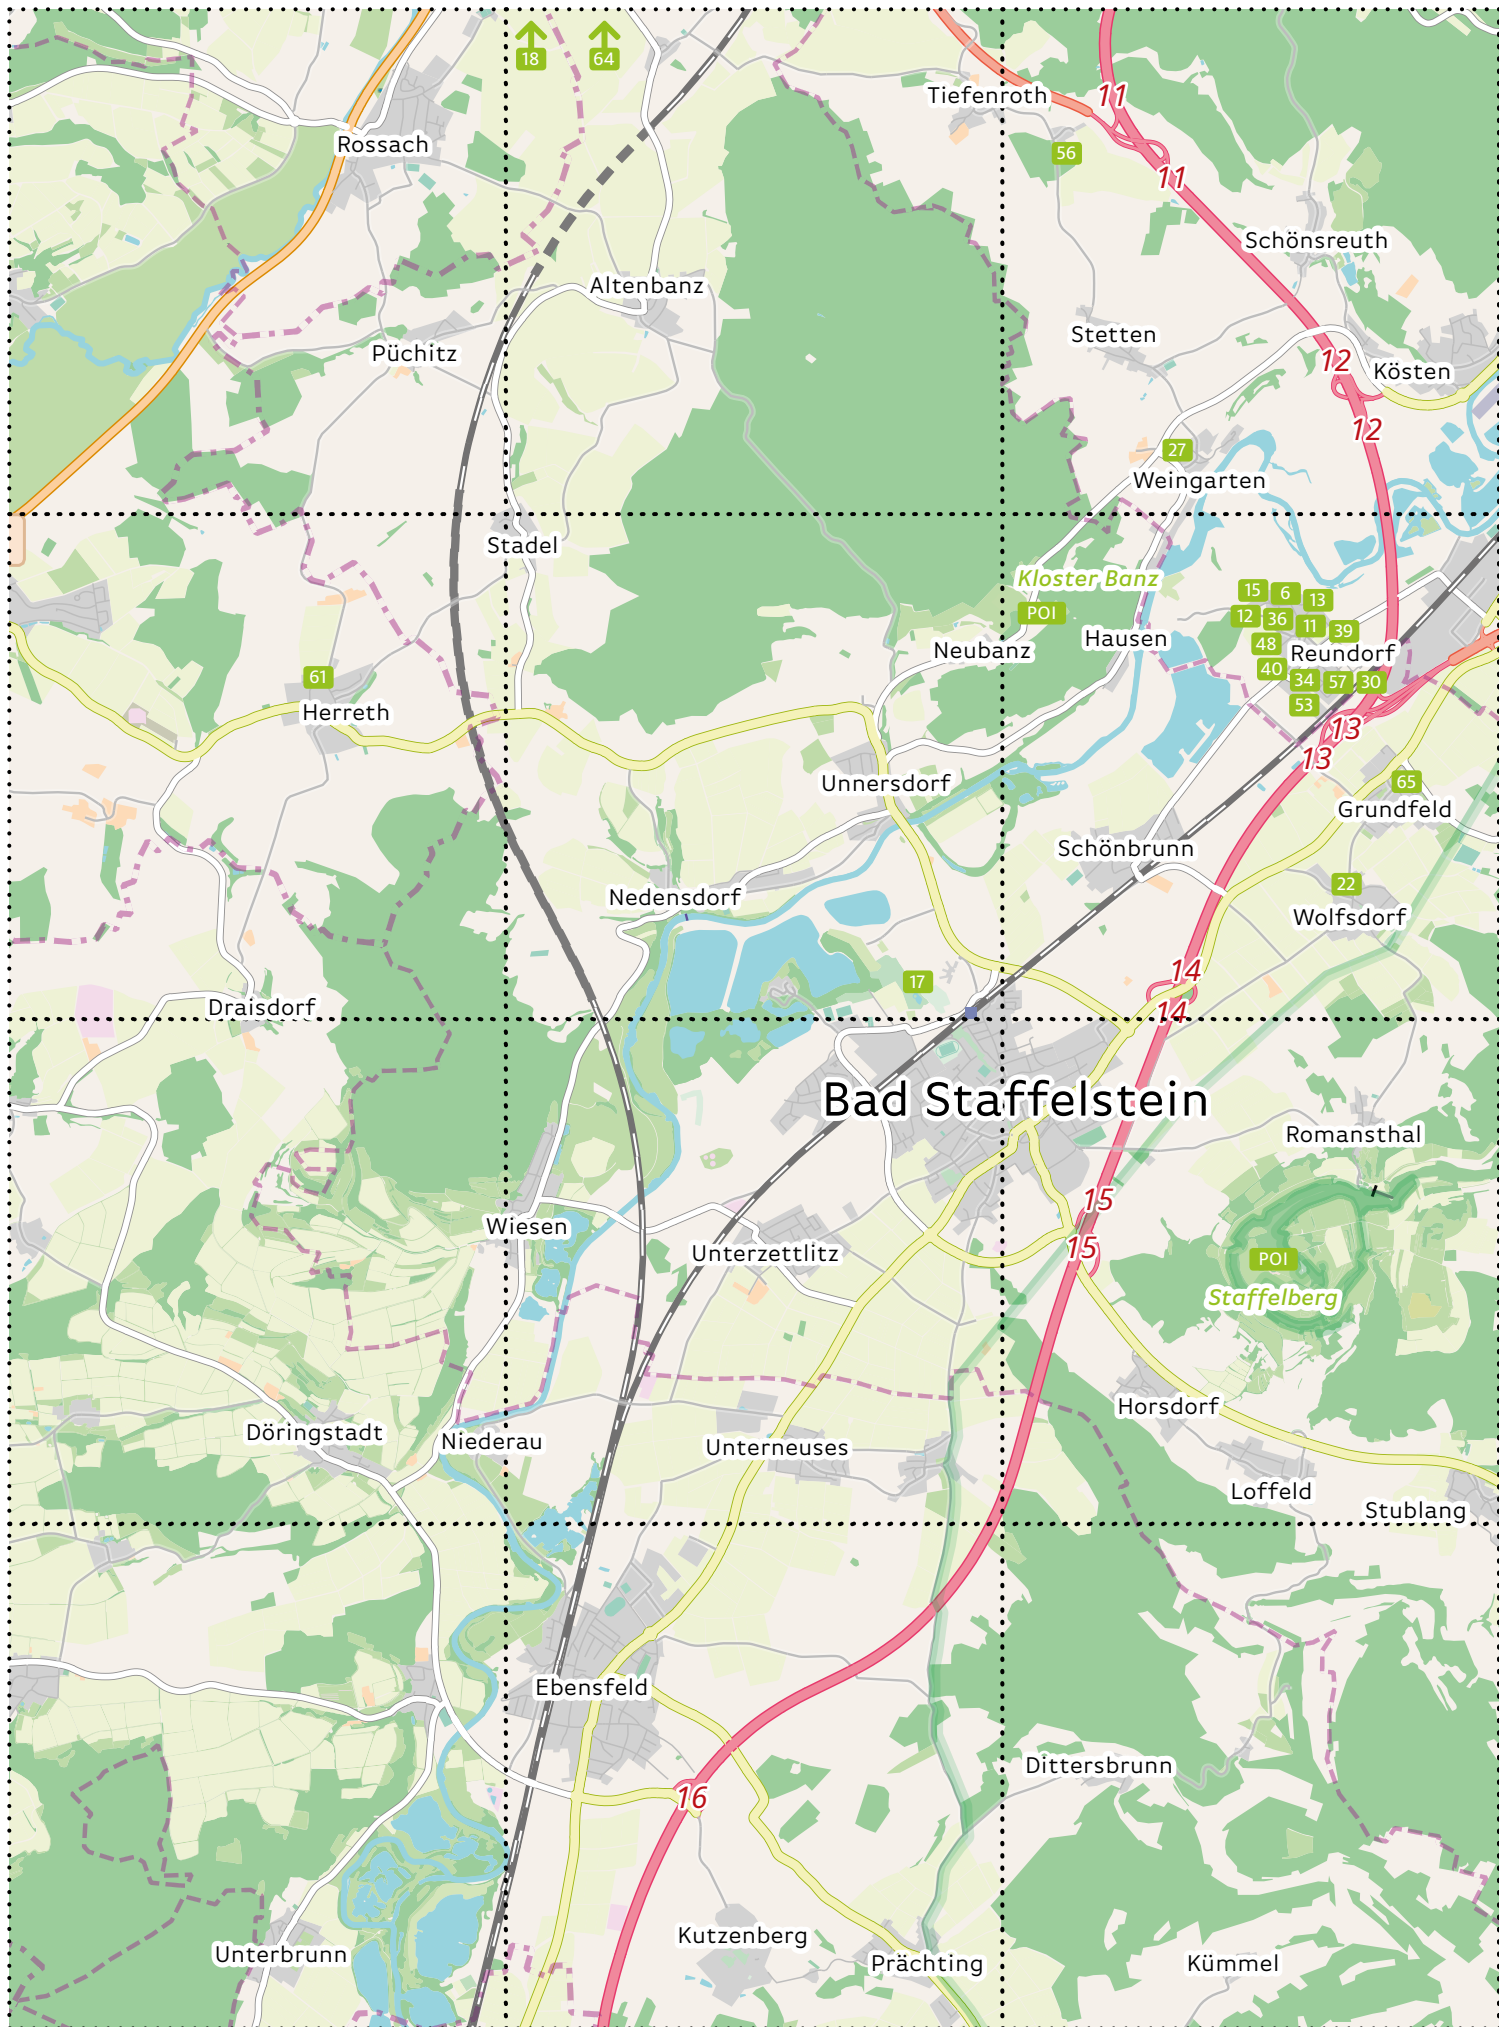 18
64
Tiefenroth
11
Rossach
56
11
Schönsreuth
Altenbanz
Stetten
Püchitz
12
Kösten
12
27
Weingarten
Stadel
Kloster Banz
POI
15
6
13
12
36
11
39
48
Hausen
Neubanz
Reundorf
40
34
57
30
53
61
Herreth
13
13
Unnersdorf
65
Grundfeld
Schönbrunn
22
Nedensdorf
Wolfsdorf
14
17
Draisdorf
14
Bad Staffelstein
Romansthal
15
Wiesen
15
Unterzettlitz
POI
Staffelberg
Horsdorf
Döringstadt
Niederau
Unterneuses
Loffeld
Stublang
Ebensfeld
Dittersbrunn
16
Kutzenberg
Unterbrunn
Prächting
Kümmel